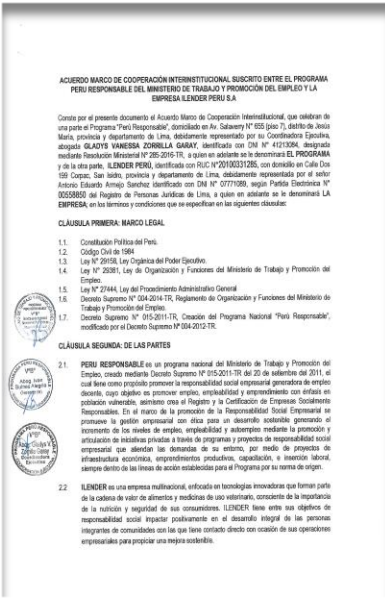 ACUERDO MARCO DE COOPERACIÓN INTERINSTITUCIONAL SUSCRITO ENTRE EL PROGRAMA
PERU RESPONSABLE DEL MINISTERIO DE TRABAJO Y PROMOCIÓN DEL EMPLEO Y LA
EMPRESA ILENDER PERU S.A
Conste por el presente documento el Acuerdo Marco de Cooperación Interinstitucional, que celebran de
una parte el Programa "Perú Responsable", domiciliado en Av. Salaverry N° 655 (piso 7), distrito de Jesús
María, provincia y departamento de Lima, debidamente representado por su Coordinadora Ejecutiva,
abogada GLADYS VANESSA ZORRILLA GARAY, identificada con DNI N° 41213084, designada
mediante Resolución Ministerial N° 285-2016-TR, a quien en adelante se le denominará EL PROGRAMA
y de la otra parte, ILENDER PERÚ, identificada con RUC N°20100331285, con domicilio en Calle Dos
199 Corpac, San Isidro, provincia y departamento de Lima, debidamente representada por el señor
Antonio Eduardo Armejo Sanchez identificado con DNI N° 07771089, según Partida Electrónica N°
00558850 del Registro de Personas Jurídicas de Lima, a quien en adelante se le denominará LA
EMPRESA; en los términos y condiciones que se especifican en las siguientes cláusulas:
CLÁUSULA PRIMERA: MARCO LEGAL
1.1. Constitución Política del Perú.
1.2. Código Civil de 1984
1.3. Ley N° 29158, Ley Orgánica del Poder Ejecutivo.
1.4. Ley N° 29381, Ley de Organización y Funciones del Ministerio de Trabajo y Promoción del
Empleo.
1.5. Ley N° 27444, Ley del Procedimiento Administrativo General
1.6. Decreto Supremo N° 004-2014-TR, Reglamento de Organización y Funciones del Ministerio de
Trabajo y Promoción del Empleo.
1.7. Decreto Supremo N° 015-2011-TR, Creación del Programa Nacional "Perú Responsable",
modificado por el Decreto Supremo Nº 004-2012-TR.
CLÁUSULA SEGUNDA: DE LAS PARTES
2.1. PERU RESPONSABLE es un programa nacional del Ministerio de Trabajo y Promoción del
Empleo, creado mediante Decreto Supremo N° 015-2011-TR del 20 de setiembre del 2011, el
cual tiene como propósito promover la responsabilidad social empresarial generadora de empleo
decente, cuyo objetivo es promover empleo, empleabilidad y emprendimiento con énfasis en
población vulnerable, asimismo crea el Registro y la Certificación de Empresas Socialmente
Responsables. En el marco de la promoción de la Responsabilidad Social Empresarial se
promueve la gestión empresarial con ética para un desarrollo sostenible generando el
incremento de los niveles de empleo, empleabilidad y autoempleo mediante la promoción y
articulación de iniciativas privadas a través de programas y proyectos de responsabilidad social
empresarial que atiendan las demandas de su entorno, por medio de proyectos de
infraestructura económica, emprendimientos productivos, capacitación, e inserción laboral,
siempre dentro de las líneas de acción establecidas para el Programa por su norma de origen.
2.2 ILENDER es una empresa multinacional, enfocada en tecnologías innovadoras que forman parte
de la cadena de valor de alimentos y medicinas de uso veterinario, consciente de la importancia
de la nutrición y seguridad de sus consumidores. ILENDER tiene entre sus objetivos de
responsabilidad social impactar positivamente en el desarrollo integral de las personas
integrantes de comunidades con las que tiene contacto directo con ocasión de sus operaciones
empresariales para propiciar una mejora sostenible.
V°B°
V°B°
Abog. Iván
V°B°
Abog. Gladys V.
Zorrilla Garay
Coordinadora
Ejecutiva